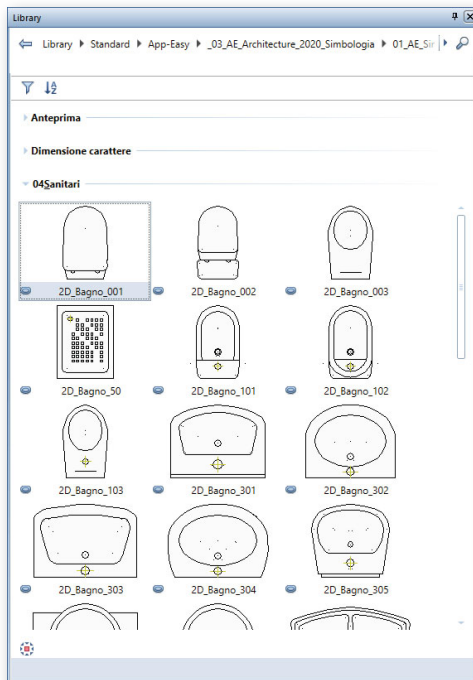 Library
Library Standard App-Easy _03_AE_Architecture_2020_Simbologia
Anteprima
Dimensione carattere
04Sanitari
2D_Bagno_001 2D_Bagno_002 2D_Bagno_003
2D_Bagno_50 2D_Bagno_101 2D_Bagno_102
2D_Bagno_103 2D_Bagno_301 2D_Bagno_302
2D_Bagno_303 2D_Bagno_304 2D_Bagno_305